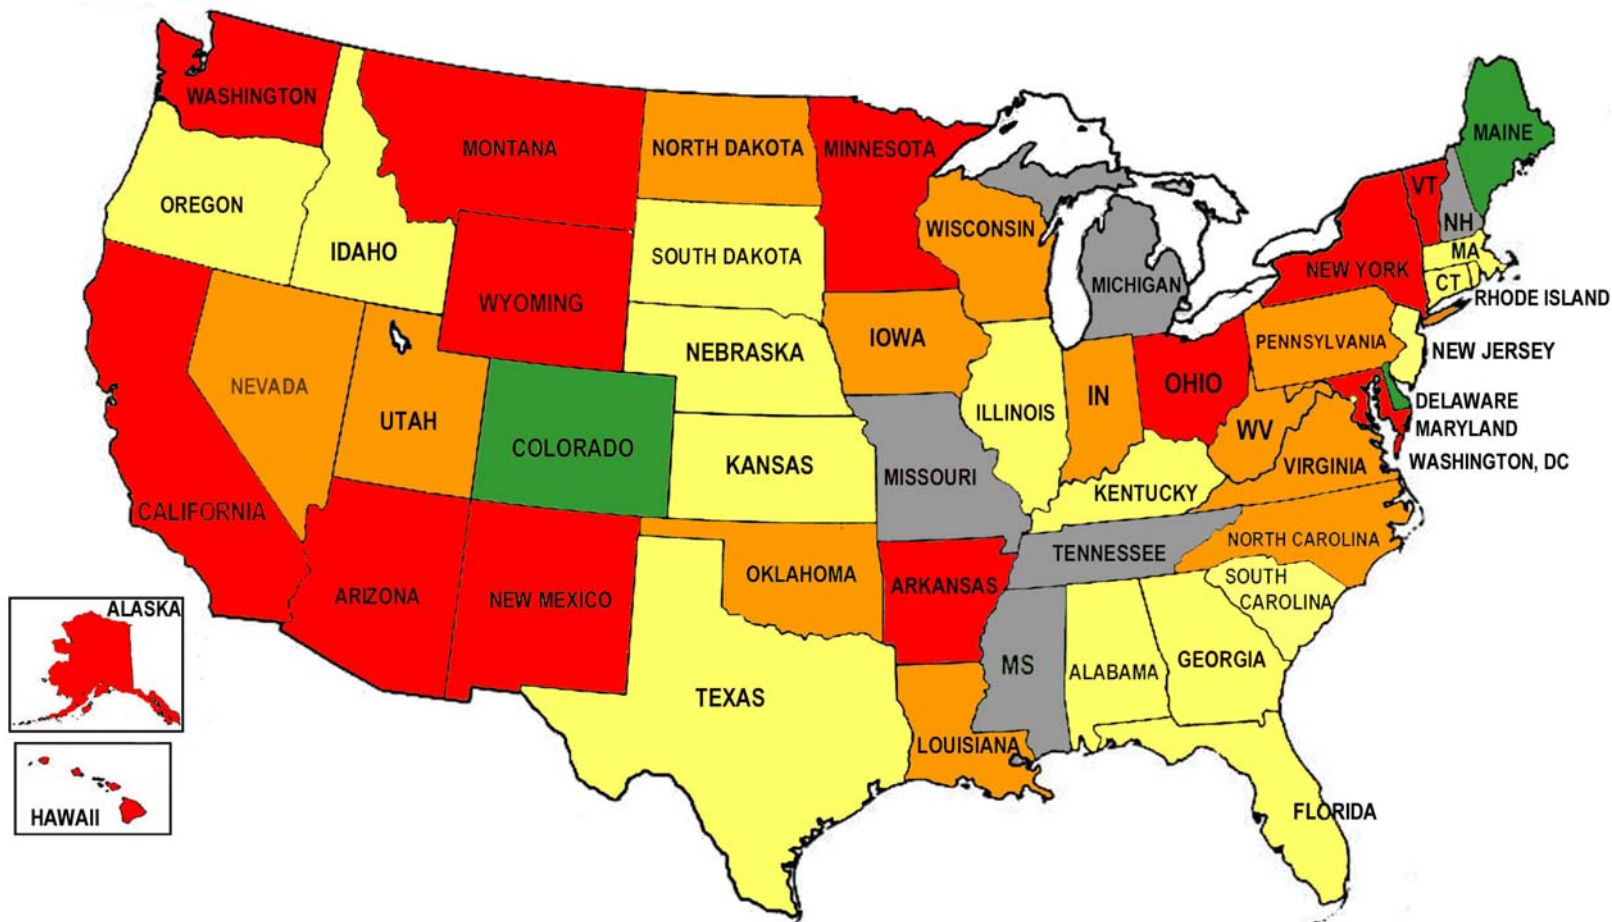 WASHINGTON
MONTANA
NORTH DAKOTA
MINNESOTA
MAINE
VT
NH
OREGON
IDAHO
SOUTH DAKOTA
WISCONSIN
MICHIGAN
NEW YORK
MA
CT
RHODE ISLAND
WYOMING
NEBRASKA
IOWA
PENNSYLVANIA
NEW JERSEY
NEVADA
UTAH
COLORADO
KANSAS
ILLINOIS
IN
OHIO
DELAWARE
MARYLAND
WASHINGTON, DC
WV
VIRGINIA
MISSOURI
KENTUCKY
CALIFORNIA
TENNESSEE
NORTH CAROLINA
ARIZONA
NEW MEXICO
OKLAHOMA
ARKANSAS
SOUTH
CAROLINA
ALASKA
TEXAS
MS
ALABAMA
GEORGIA
LOUISIANA
HAWAII
FLORIDA